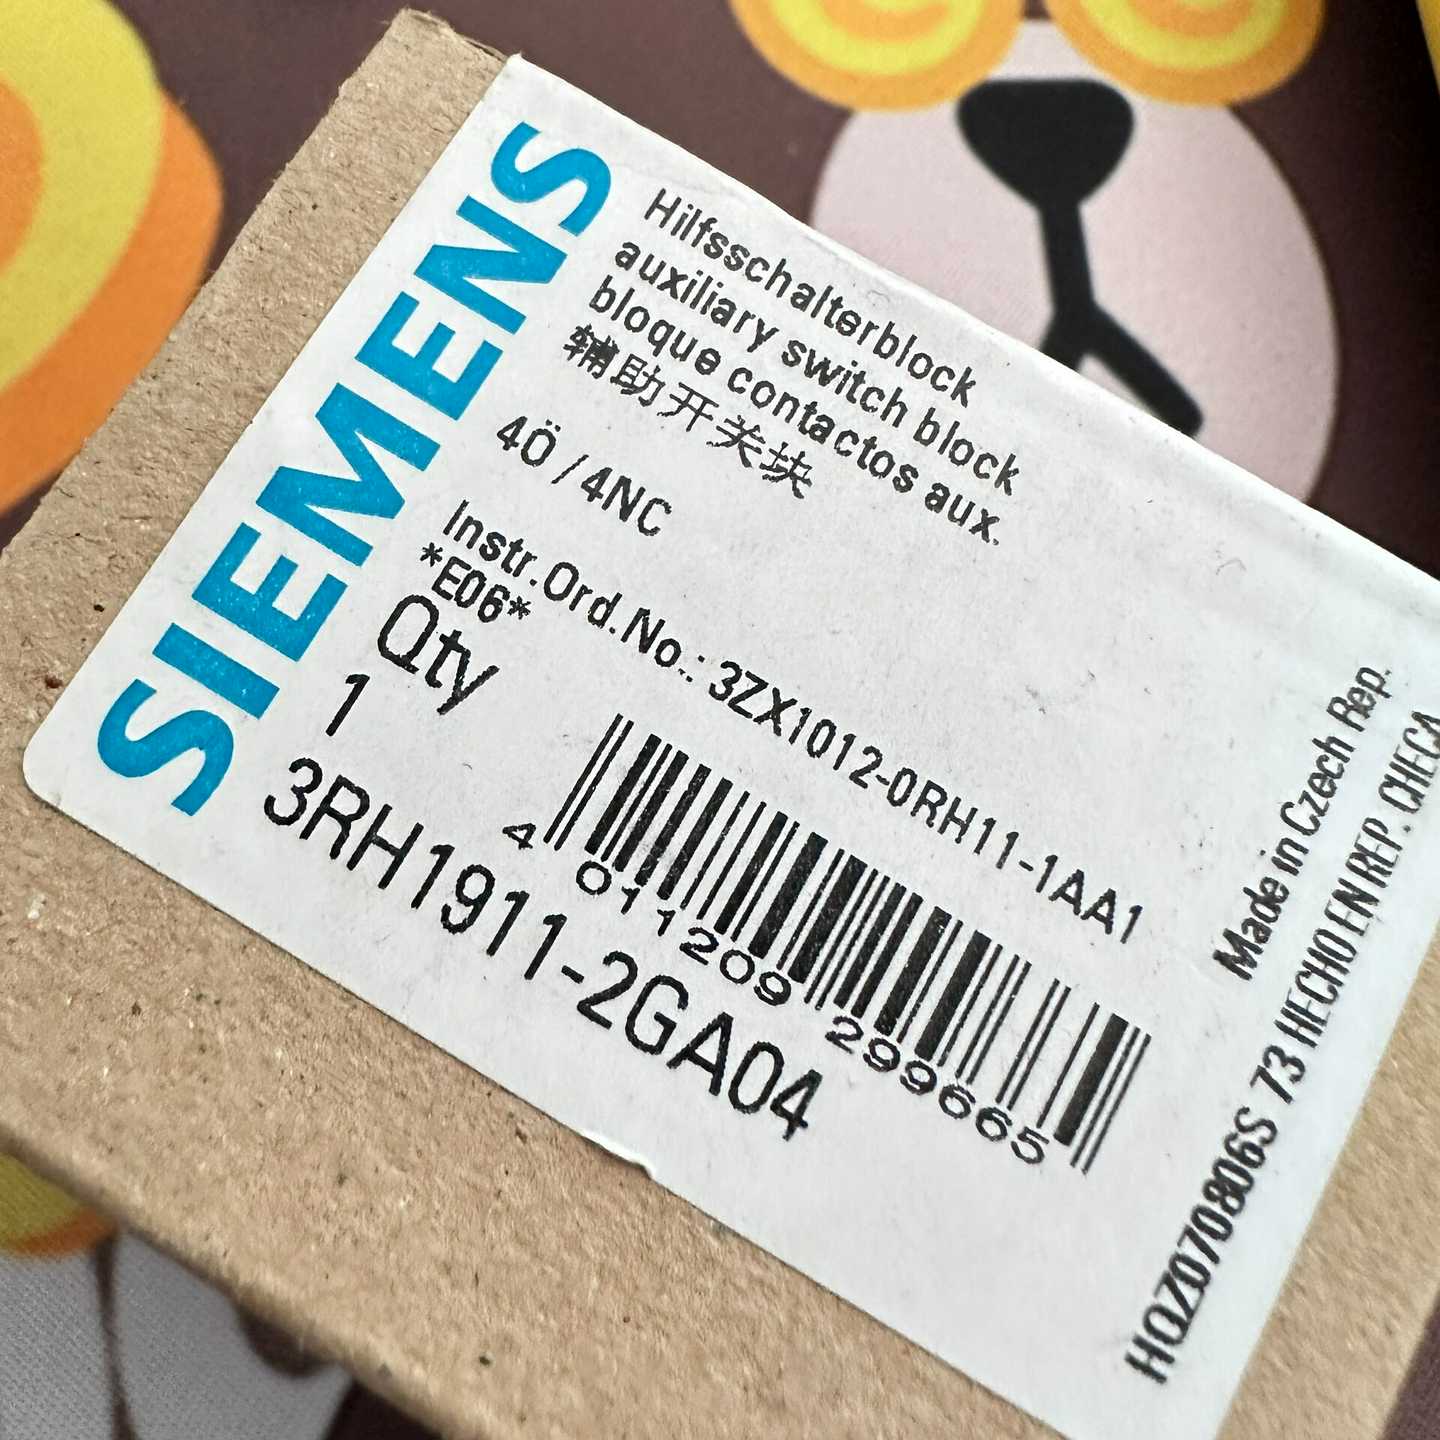 SIEMENS
Hilfsschalterblock
auxiliary switch block
bloque contactos aux.
辅助开关块
4Ö / 4NC
Instr.Ord.No.: 3ZX1012-0RH11-1AA1
*E06*
Qty
1
4 011209 299665
3RH1911-2GA04
Made in Czech Rep.
HQZ070806S 73 HECHO EN REP. CHECA